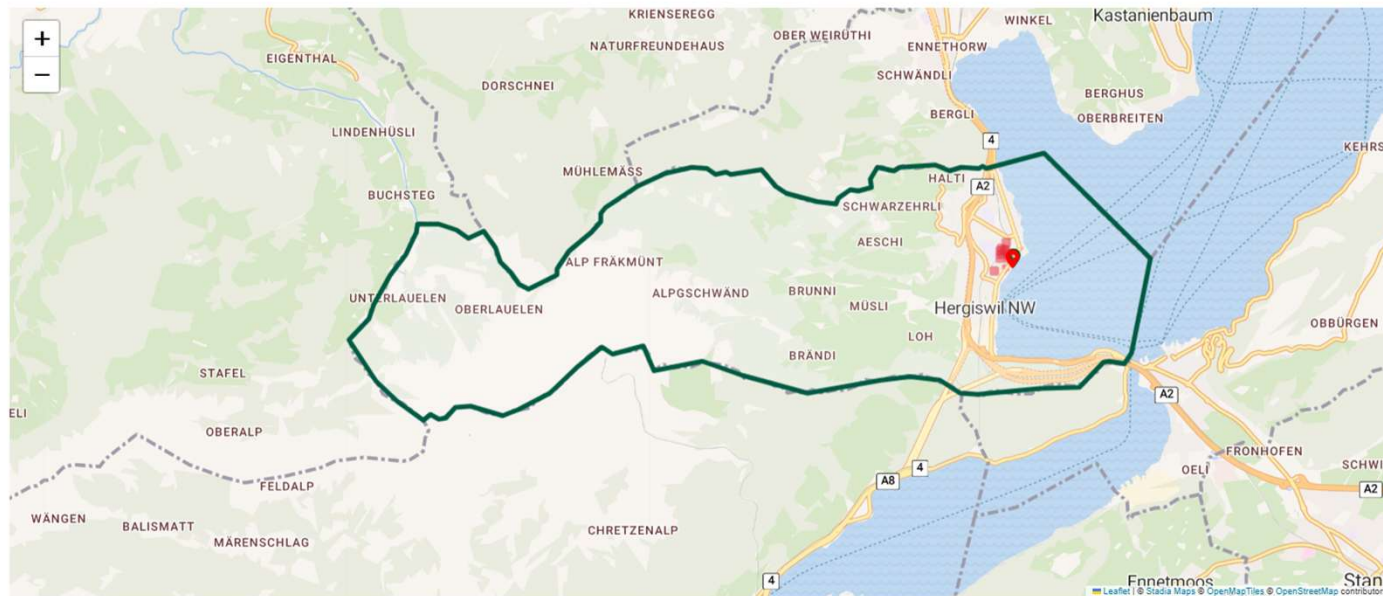 +
−
KRIENSEREGG
NATURFREUNDEHAUS
OBER WEIRÜTHI
WINKEL
Kastanienbaum
ENNETHORW
EIGENTHAL
SCHWÄNDLI
DORSCHNEI
BERGHUS
OBERBREITEN
BERGLI
LINDENHÜSLI
4
KEHRS
MÜHLEMÄSS
HALTI
A2
BUCHSTEG
SCHWARZEHRLI
AESCHI
ALP FRÄKMÜNT
UNTERLAUELEN
OBERLAUELEN
ALPGSCHWÄND
BRUNNI
MÜSLI
Hergiswil NW
OBBÜRGEN
LOH
BRÄNDI
STAFEL
A2
ELI
OBERALP
FRONHOFEN
OELI
SCHWI
4
A8
FELDALP
A2
WÄNGEN
BALISMATT
CHRETZENALP
MÄRENSCHLAG
4
Ennetmoos
Stan
Leaflet | © Stadia Maps © OpenMapTiles © OpenStreetMap contributor